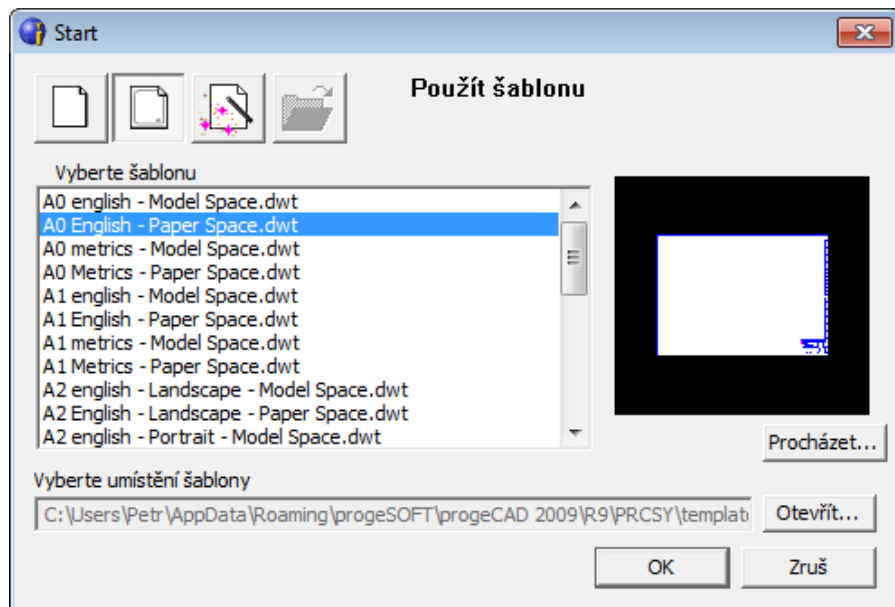 Start
Použít šablonu
Vyberte šablonu
A0 english - Model Space.dwt
A0 English - Paper Space.dwt
A0 metrics - Model Space.dwt
A0 Metrics - Paper Space.dwt
A1 english - Model Space.dwt
A1 English - Paper Space.dwt
A1 metrics - Model Space.dwt
A1 Metrics - Paper Space.dwt
A2 english - Landscape - Model Space.dwt
A2 English - Landscape - Paper Space.dwt
A2 english - Portrait - Model Space.dwt
Procházet...
Vyberte umístění šablony
C:\Users\Petr\AppData\Roaming\progeSOFT\progeCAD 2009\R9\PRCSY\templat
Otevřít...
OK
Zruš